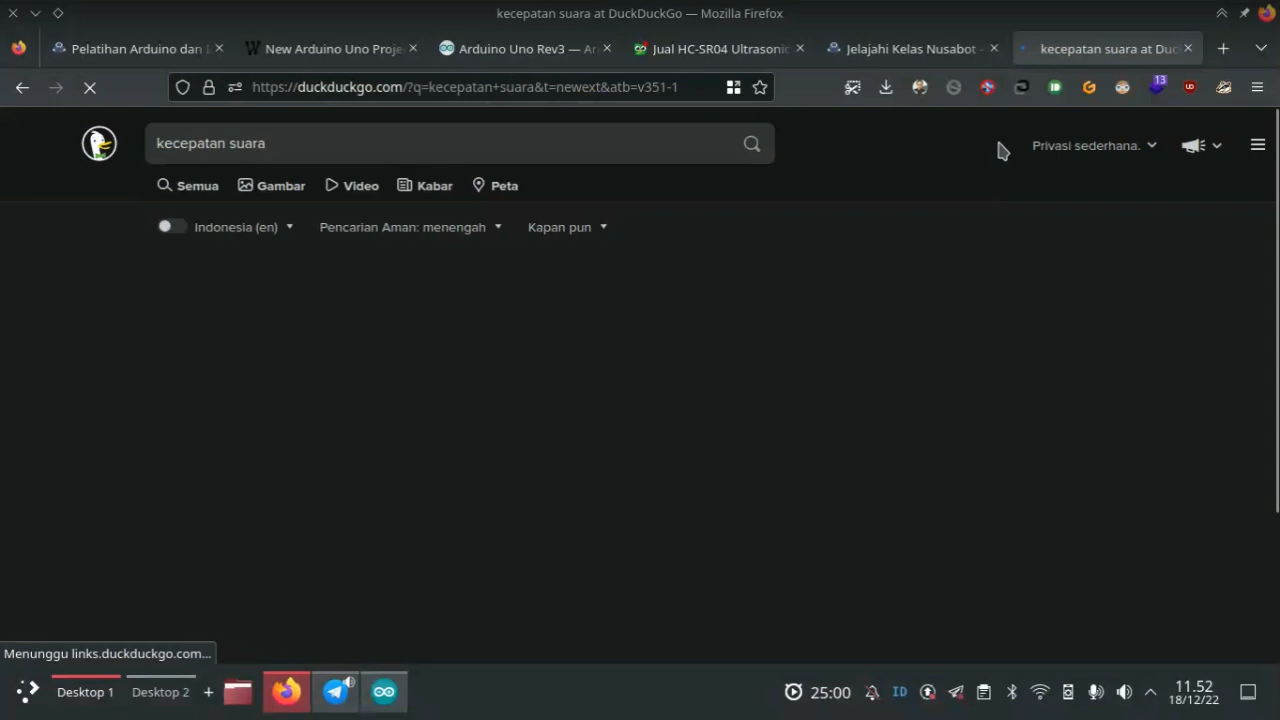 kecepatan suara at DuckDuckGo — Mozilla Firefox
Pelatihan Arduino dan
New Arduino Uno Proje
Arduino Uno Rev3 — Ar
Jual HC-SR04 Ultrasonic
Jelajahi Kelas Nusabot -
kecepatan suara at Duc
https://duckduckgo.com/?q=kecepatan+suara&t=newext&atb=v351-1
13
kecepatan suara
Privasi sederhana.
Semua
Gambar
Video
Kabar
Peta
Indonesia (en)
Pencarian Aman: menengah
Kapan pun
Menunggu links.duckduckgo.com...
Desktop 1
Desktop 2
+
25:00
ID
11.52
18/12/22